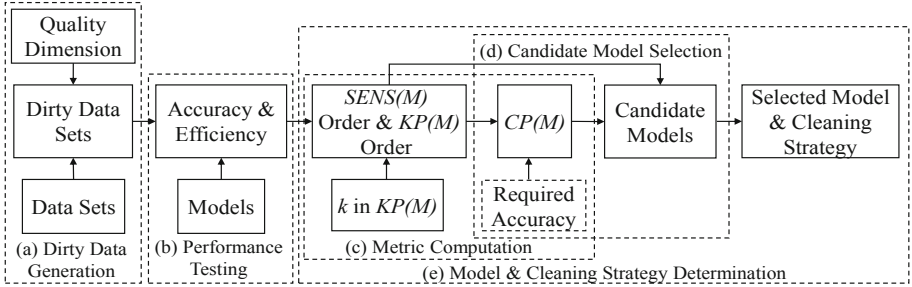 Quality
Dimension
Dirty Data
Sets
Data Sets
(a) Dirty Data
Generation
Accuracy &
Efficiency
Models
(b) Performance
Testing
SENS(M)
Order & KP(M)
Order
k in KP(M)
CP(M)
Required
Accuracy
(c) Metric Computation
(d) Candidate Model Selection
Candidate
Models
Selected Model
& Cleaning
Strategy
(e) Model & Cleaning Strategy Determination